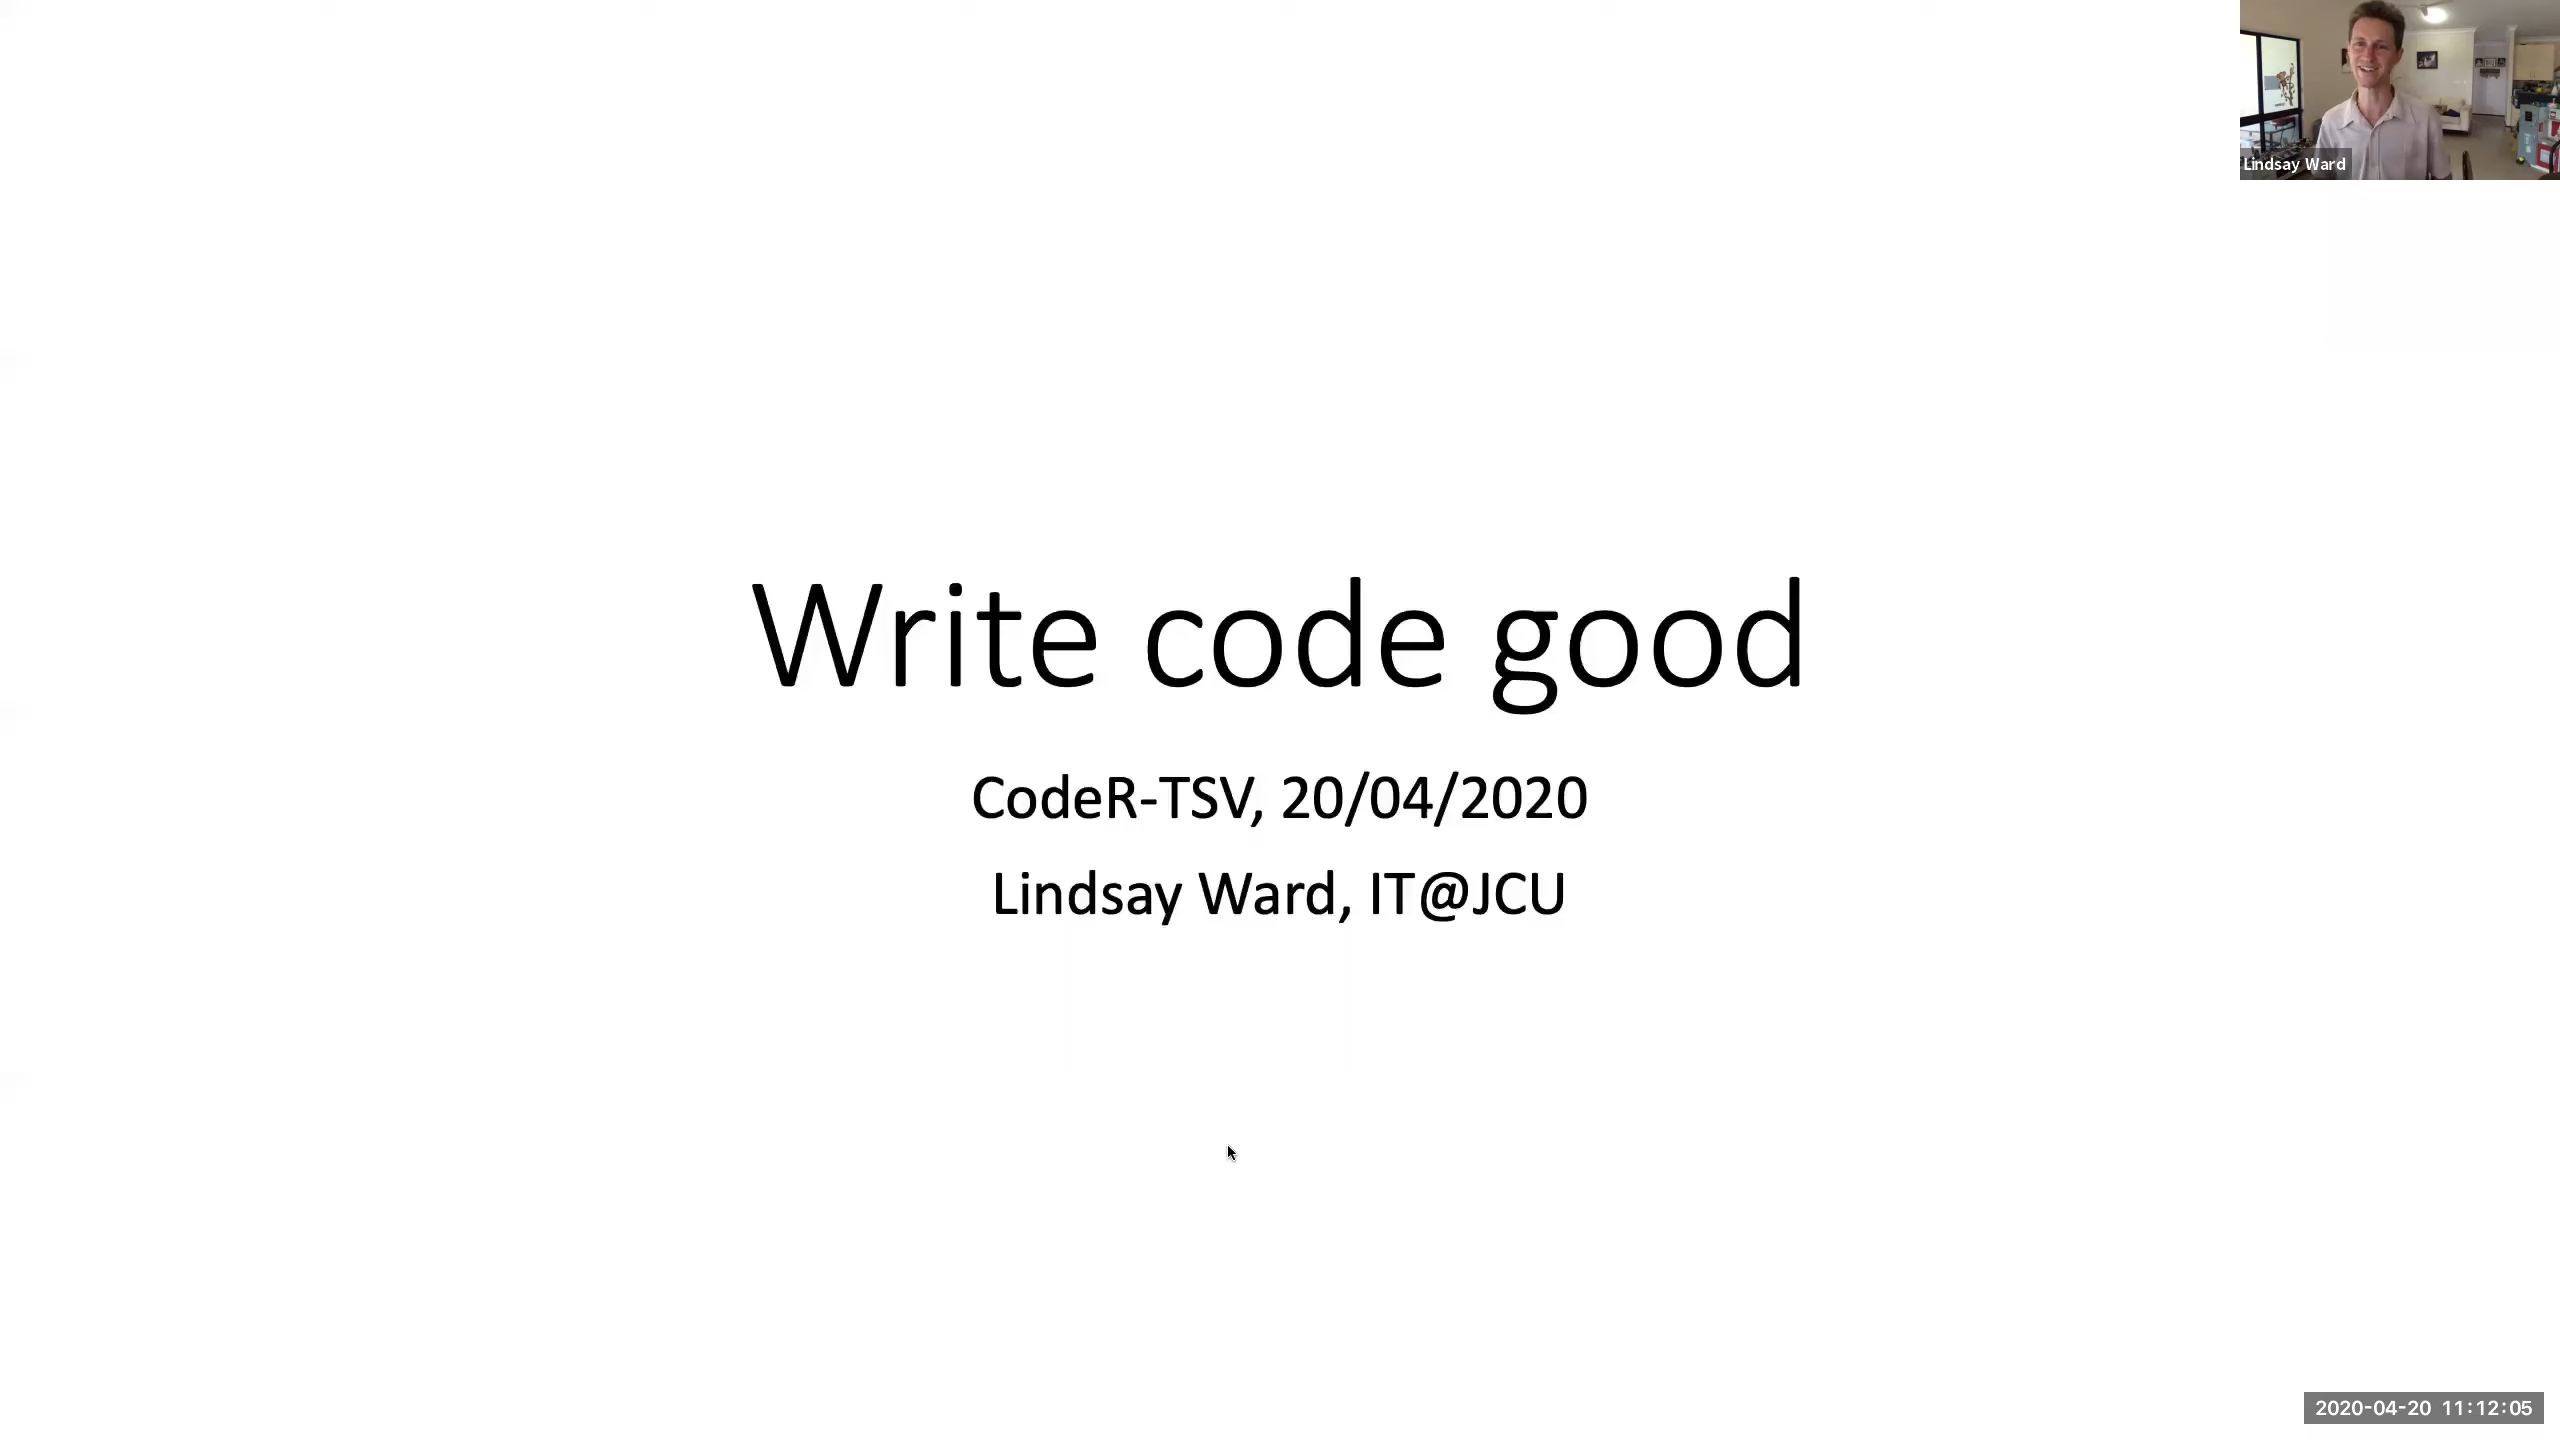 Lindsay Ward
Write code good
CodeR-TSV, 20/04/2020
Lindsay Ward, IT@JCU
2020-04-20 11:12:05